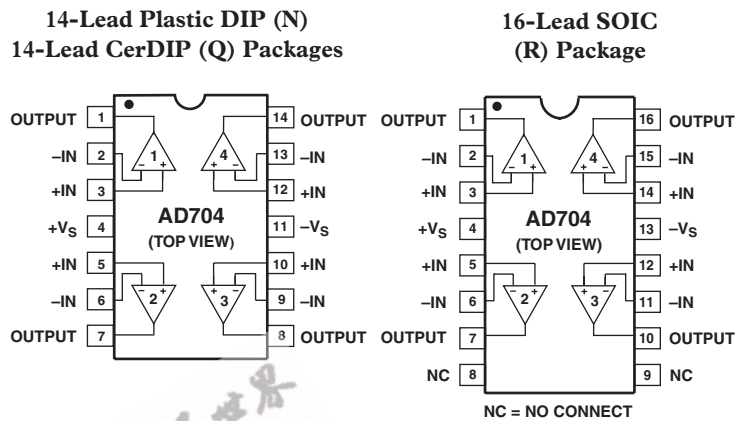 14-Lead Plastic DIP (N)
14-Lead CerDIP (Q) Packages
OUTPUT 1 14 OUTPUT
–IN 2 1 4 13 –IN
+IN 3 12 +IN
AD704
+VS 4 11 –VS
(TOP VIEW)
+IN 5 10 +IN
–IN 6 2 3 9 –IN
OUTPUT 7 8 OUTPUT
16-Lead SOIC
(R) Package
OUTPUT 1 16 OUTPUT
–IN 2 1 4 15 –IN
+IN 3 14 +IN
AD704
+VS 4 13 –VS
(TOP VIEW)
+IN 5 12 +IN
–IN 6 2 3 11 –IN
OUTPUT 7 10 OUTPUT
NC 8 9 NC
NC = NO CONNECT